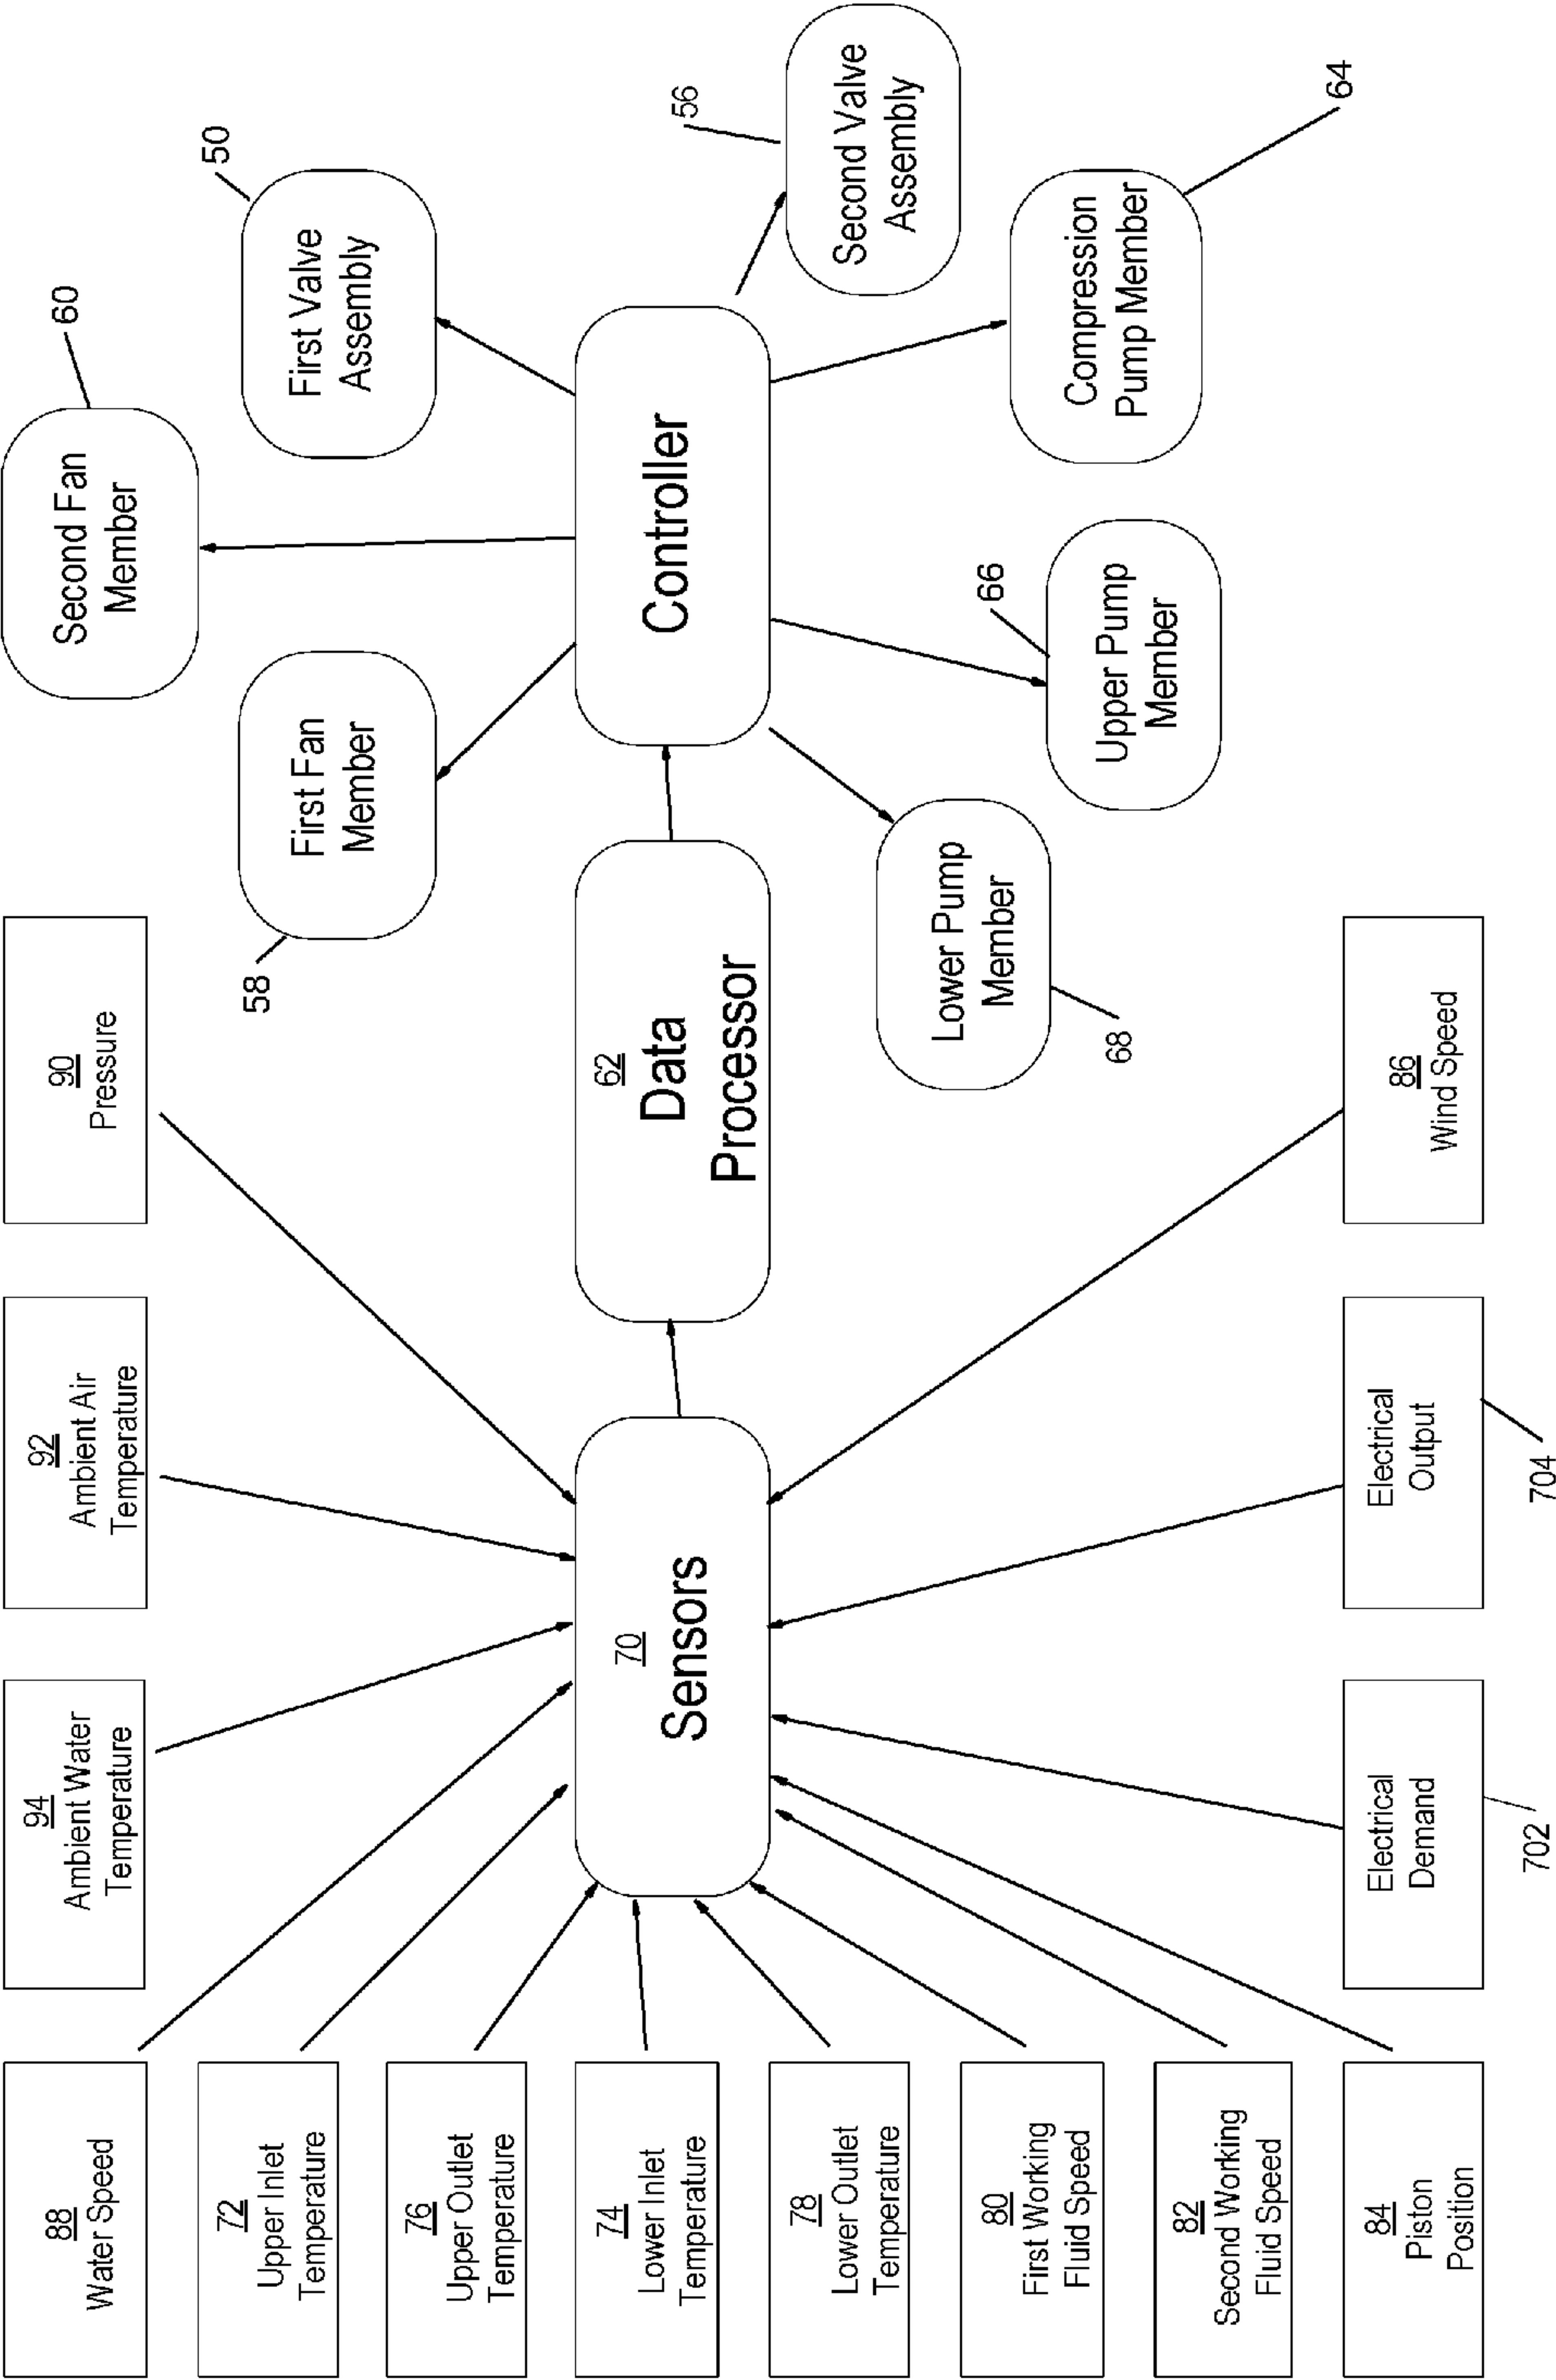 88
Water Speed
94
Ambient Water
Temperature
92
Ambient Air
Temperature
90
Pressure
72
Upper Inlet
Temperature
76
Upper Outlet
Temperature
74
Lower Inlet
Temperature
78
Lower Outlet
Temperature
80
First Working
Fluid Speed
82
Second Working
Fluid Speed
84
Piston
Position
Electrical
Demand
702
Electrical
Output
704
86
Wind Speed
70
Sensors
62
Data
Processor
Controller
58
First Fan
Member
Second Fan
Member
60
First Valve
Assembly
50
56
Second Valve
Assembly
Compression
Pump Member
64
66
Upper Pump
Member
Lower Pump
Member
68